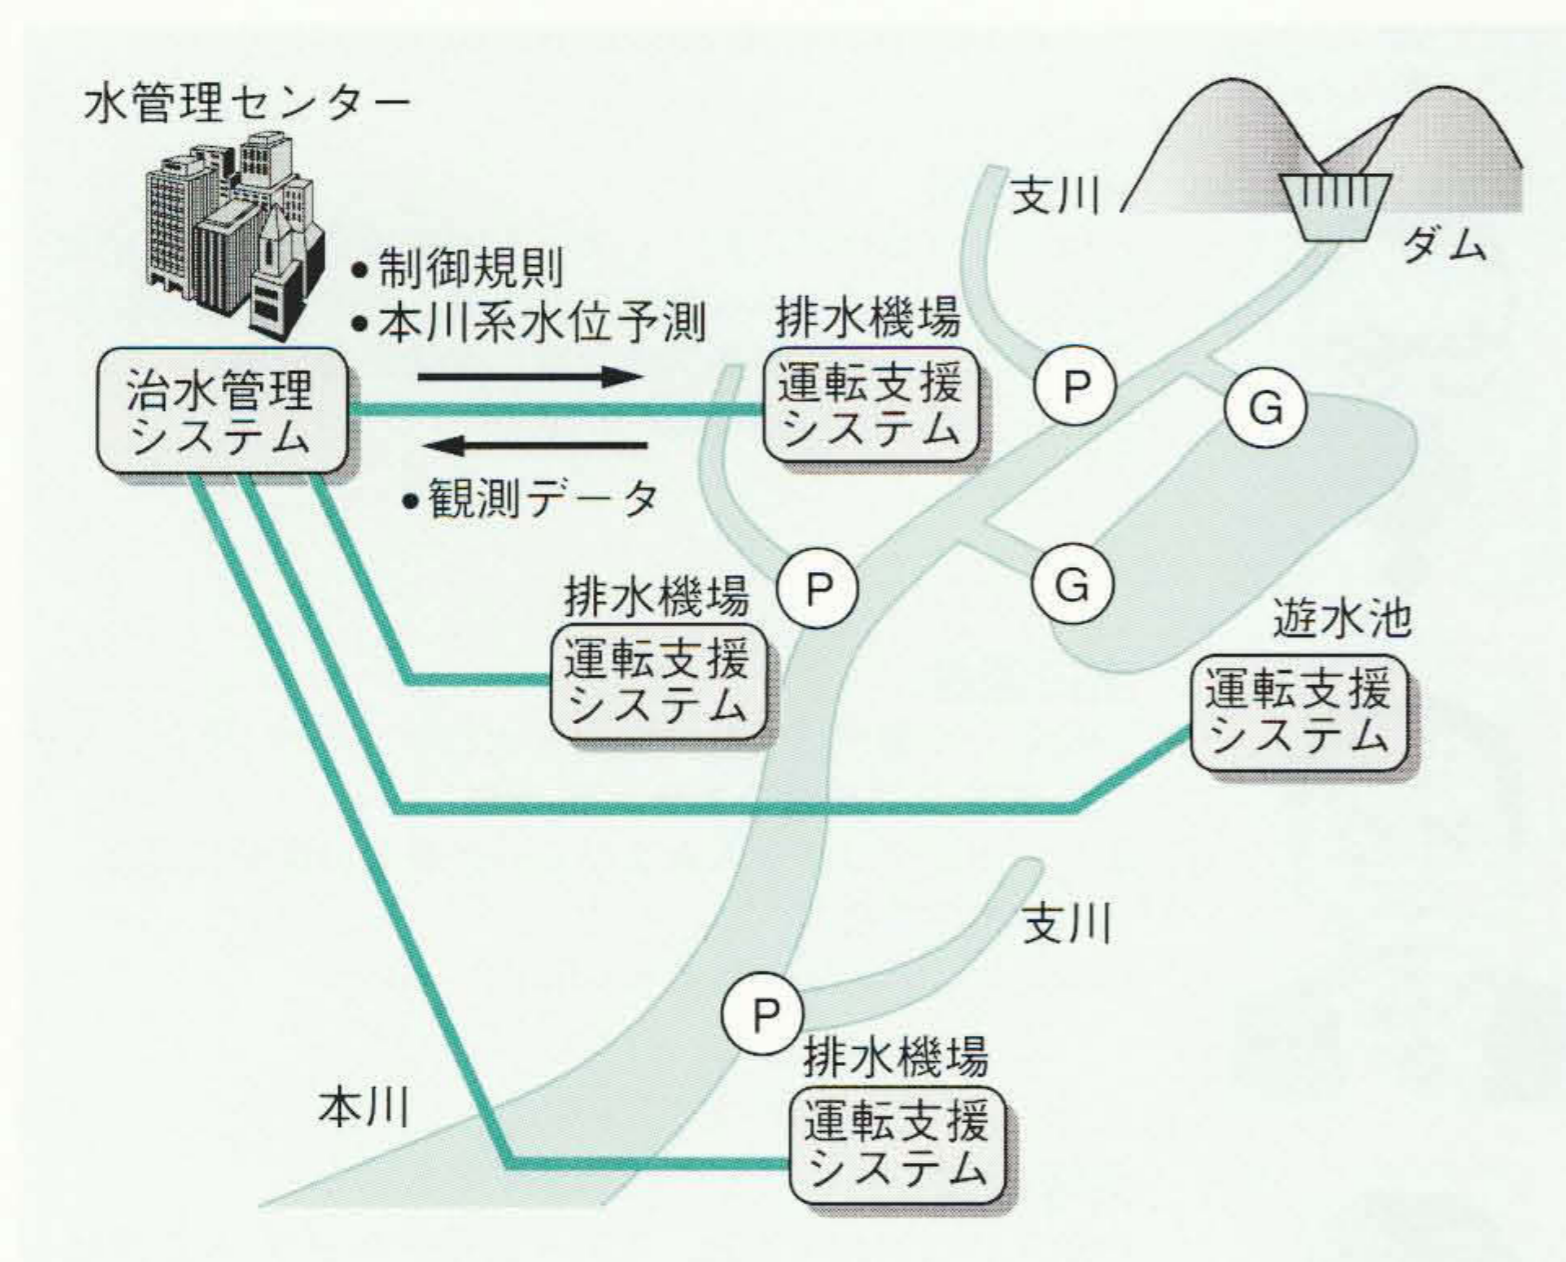 水管理センター
•制御規則
•本川系水位予測
治水管理
システム
•観測データ
支川
ダム
排水機場
運転支援
システム
P
G
排水機場
運転支援
システム
P
G
遊水池
運転支援
システム
支川
P
排水機場
運転支援
システム
本川